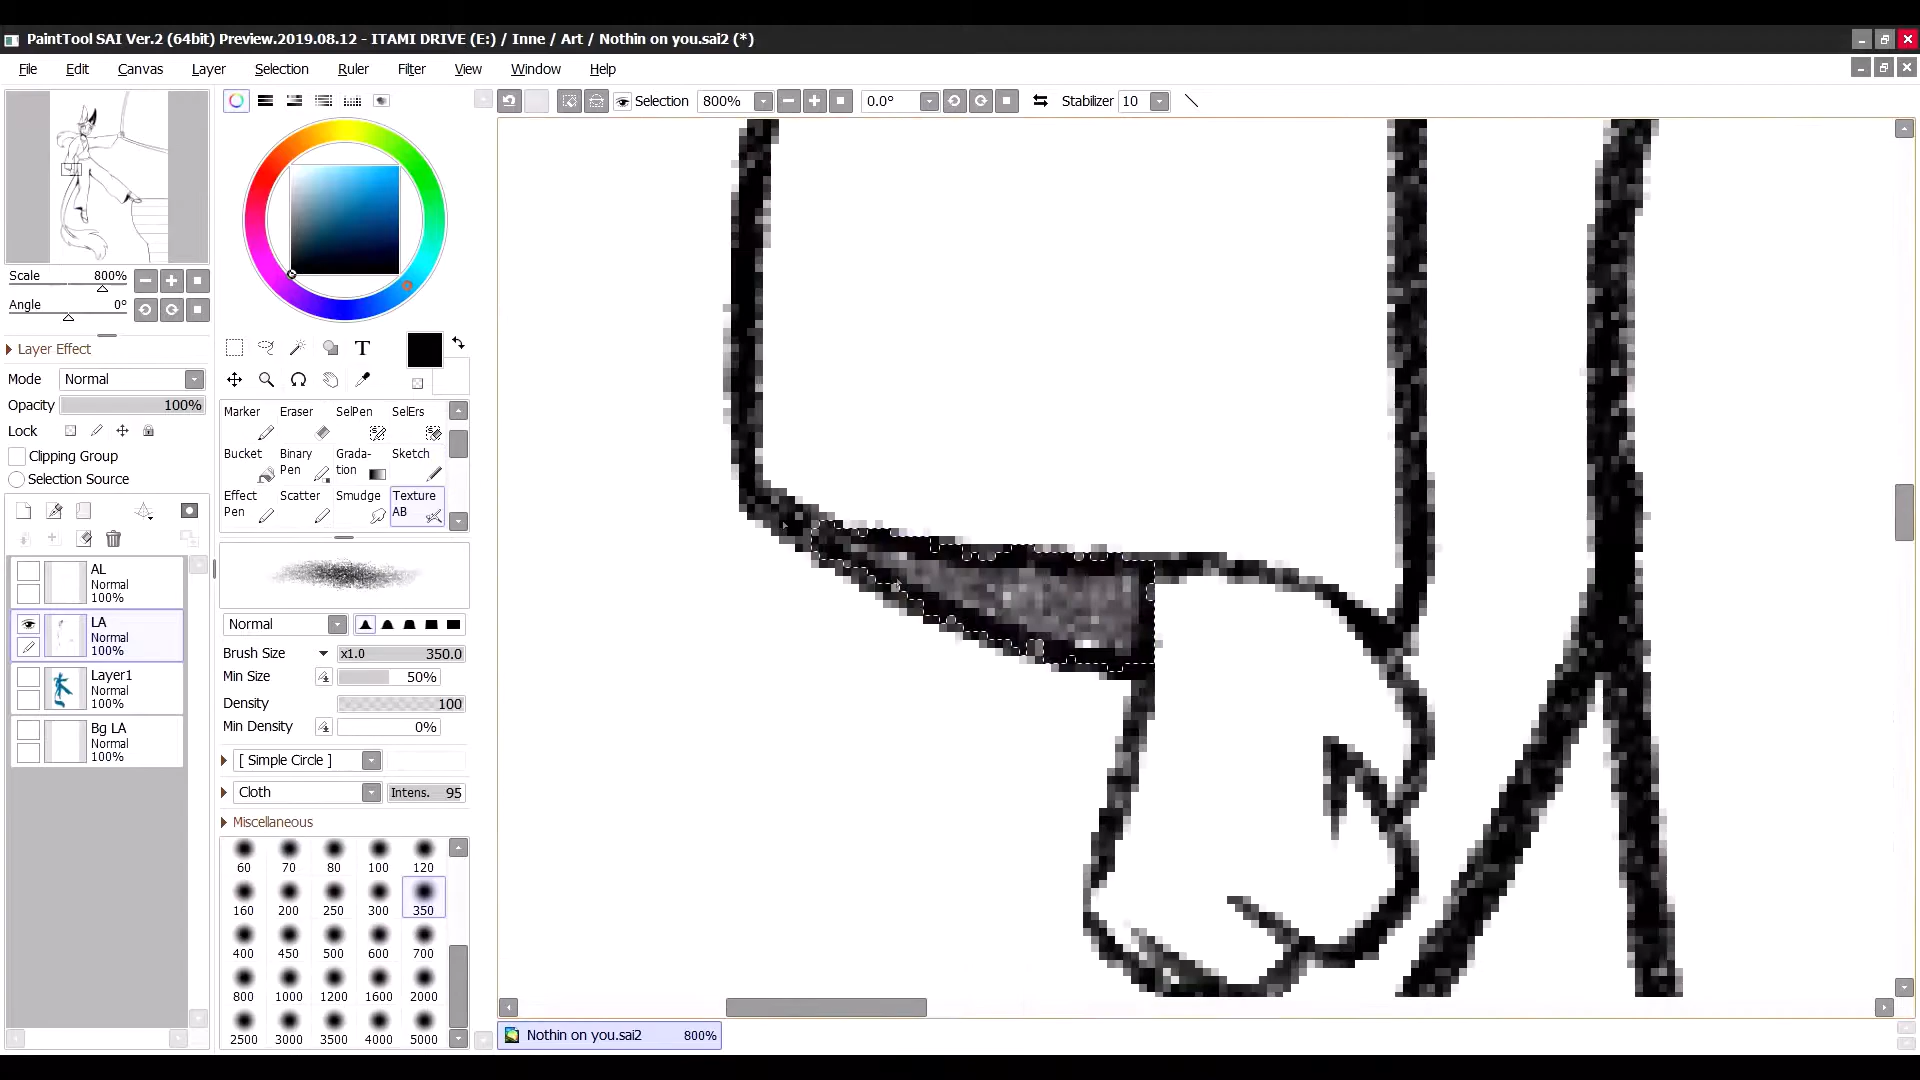 PaintTool SAI Ver.2 (64bit) Preview.2019.08.12 - ITAMI DRIVE (E:) / Inne / Art / Nothin on you.sai2 (*)
File Edit Canvas Layer Selection Ruler Filter View Window Help
Selection 800% 0.0° Stabilizer 10
Scale 800%
Angle 0°
Layer Effect
Mode Normal
Opacity 100%
Lock
Clipping Group
Selection Source
AL
Normal
100%
LA
Normal
100%
Layer1
Normal
100%
Bg LA
Normal
100%
T
Marker Eraser SelPen SelErs
Bucket Binary Pen Grada-tion Sketch
Effect Pen Scatter Smudge Texture AB
Normal
Brush Size x1.0 350.0
Min Size 50%
Density 100
Min Density 0%
[ Simple Circle ]
Cloth Intens. 95
Miscellaneous
60 70 80 100 120
160 200 250 300 350
400 450 500 600 700
800 1000 1200 1600 2000
2500 3000 3500 4000 5000
Nothin on you.sai2 800%